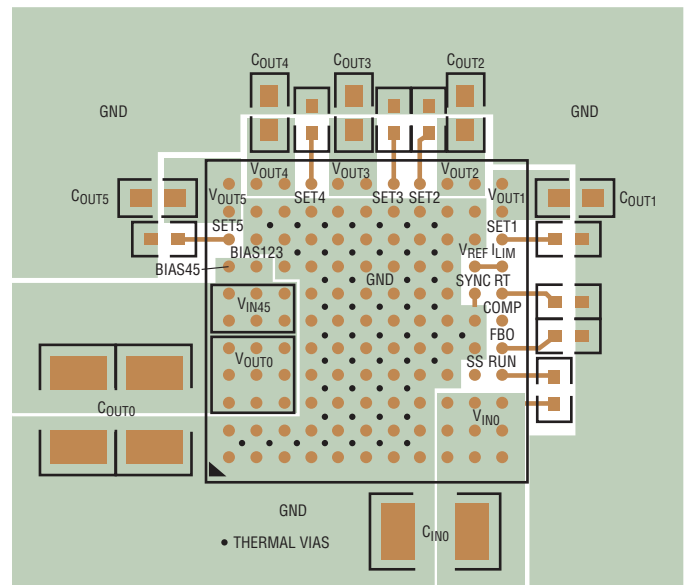 COUT4
COUT3
COUT2
GND
GND
VOUT4
VOUT3
VOUT2
COUT5
VOUT5
SET4
SET3
SET2
VOUT1
COUT1
SET5
SET1
BIAS123
VREF
ILIM
BIAS45
GND
SYNC
RT
VIN45
COMP
FBO
VOUT0
SS
RUN
COUT0
VIN0
GND
CIN0
• THERMAL VIAS